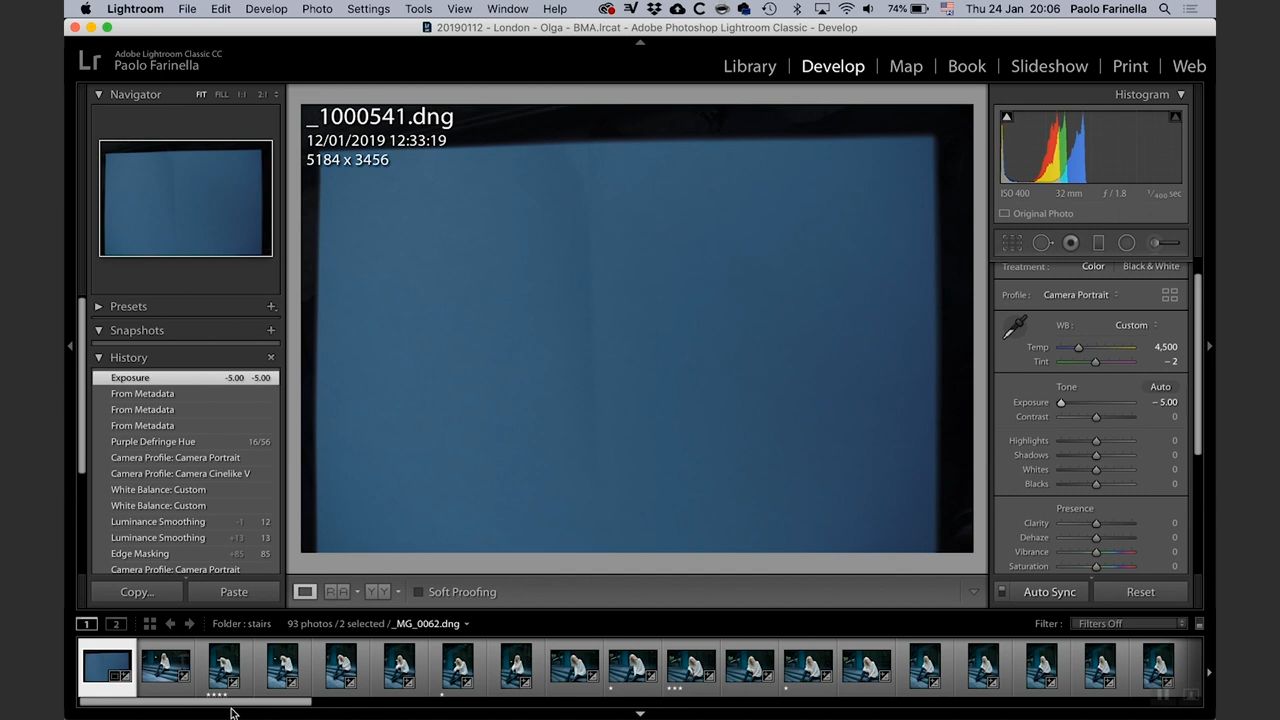 Lightroom File Edit Develop Photo Settings Tools View Window Help 74% Thu 24 Jan 20:06 Paolo Farinella
20190112 - London - Olga - BMA.lrcat - Adobe Photoshop Lightroom Classic - Develop
Lr Adobe Lightroom Classic CC
Paolo Farinella
Library Develop Map Book Slideshow Print Web
Navigator FIT FILL 1:1 2:1
Histogram
_1000541.dng
12/01/2019 12:33:19
5184 x 3456
ISO 400 32 mm ƒ / 1.8 1/400 sec
Original Photo
Treatment : Color Black & White
Profile : Camera Portrait
WB : Custom
Temp 4,500
Tint – 2
Tone Auto
Exposure – 5.00
Contrast 0
Highlights 0
Shadows 0
Whites 0
Blacks 0
Presence
Clarity 0
Dehaze 0
Vibrance 0
Saturation 0
Presets
Snapshots
History
Exposure -5.00 -5.00
From Metadata
From Metadata
From Metadata
Purple Defringe Hue 16/56
Camera Profile: Camera Portrait
Camera Profile: Camera Cinelike V
White Balance: Custom
White Balance: Custom
Luminance Smoothing -1 12
Luminance Smoothing +13 13
Edge Masking +85 85
Camera Profile: Camera Portrait
Copy... Paste
Soft Proofing
Auto Sync Reset
1 2 Folder : stairs 93 photos / 2 selected / _MG_0062.dng Filter : Filters Off